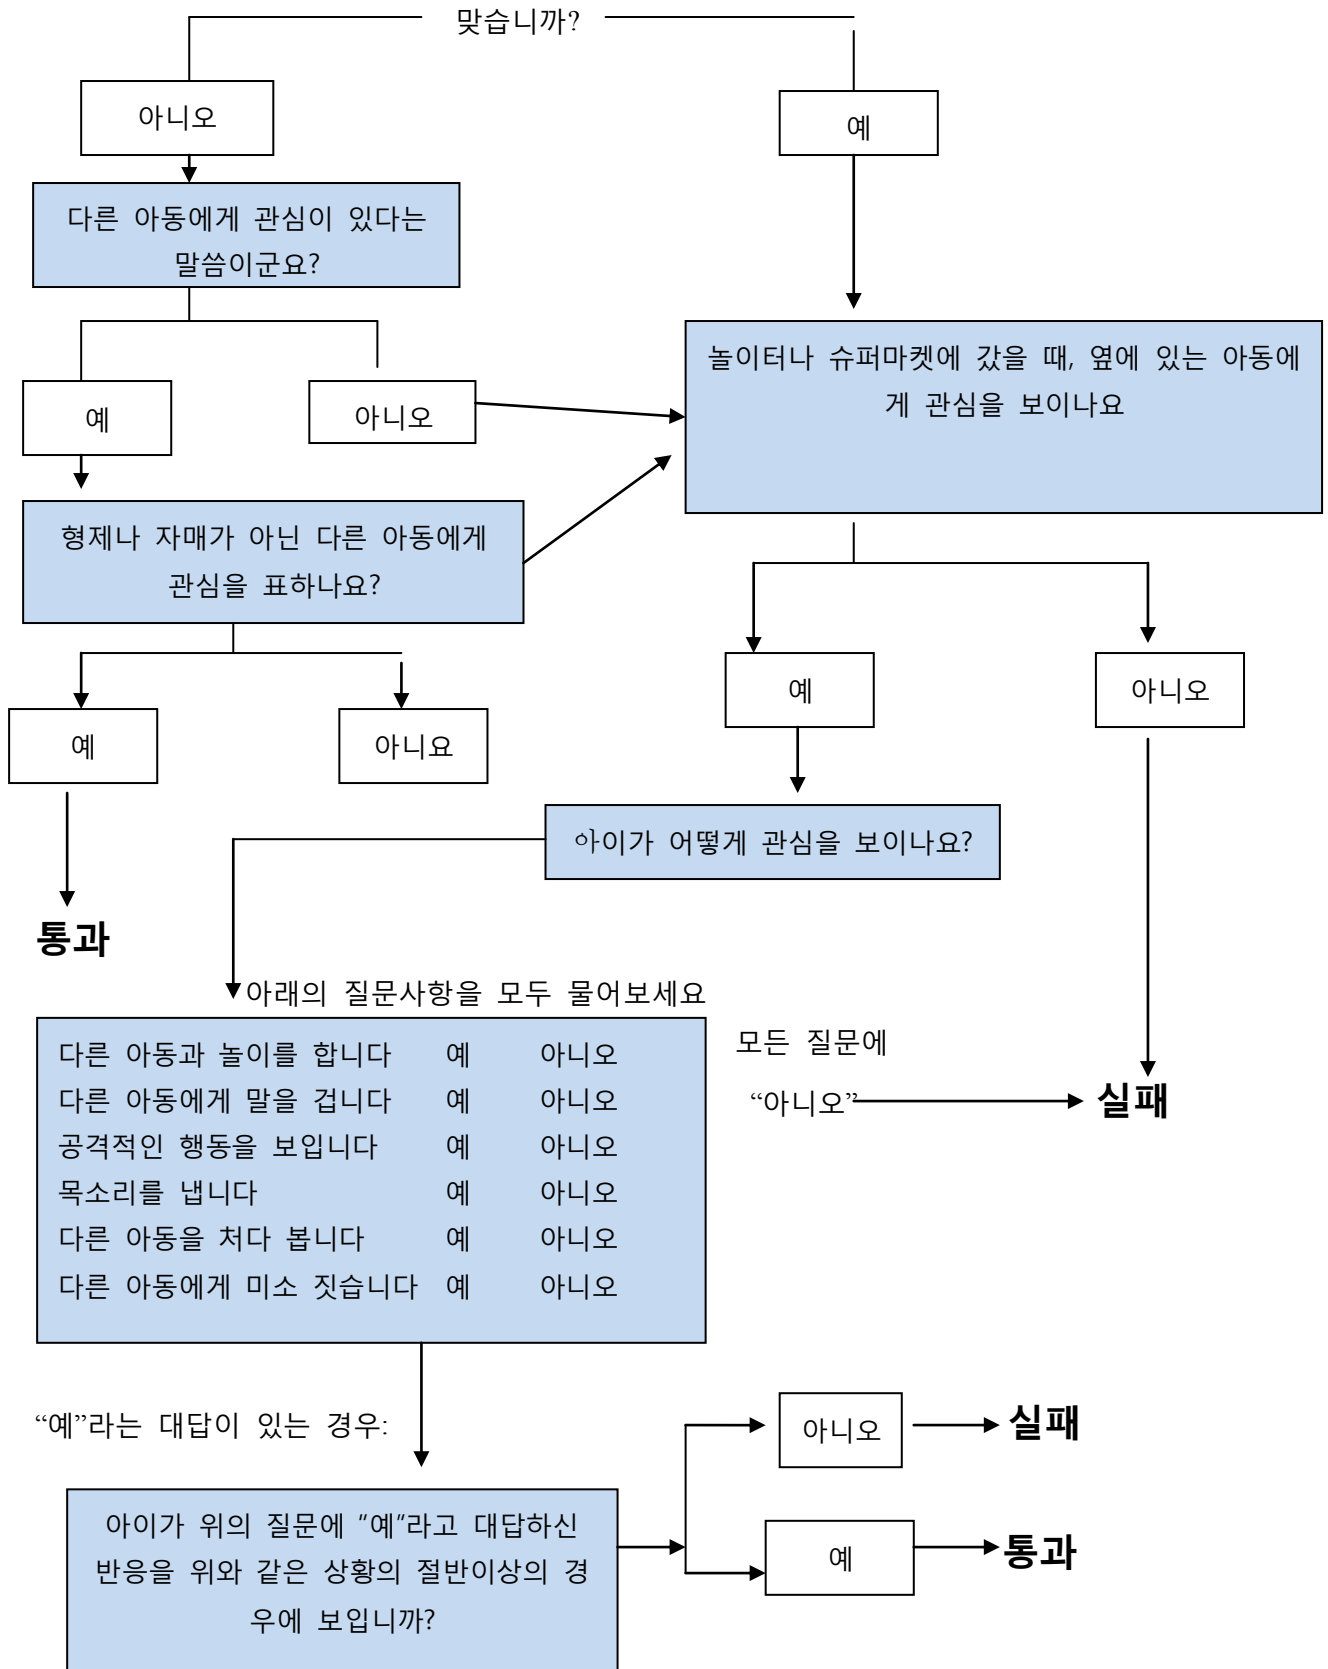 맞습니까?
아니오
예
다른 아동에게 관심이 있다는
말씀이군요?
놀이터나 슈퍼마켓에 갔을 때, 옆에 있는 아동에
게 관심을 보이나요
예
아니오
형제나 자매가 아닌 다른 아동에게
관심을 표하나요?
예
아니오
예
아니요
아이가 어떻게 관심을 보이나요?
통과
아래의 질문사항을 모두 물어보세요
다른 아동과 놀이를 합니다 예 아니오
다른 아동에게 말을 겁니다 예 아니오
공격적인 행동을 보입니다 예 아니오
목소리를 냅니다 예 아니오
다른 아동을 처다 봅니다 예 아니오
다른 아동에게 미소 짓습니다 예 아니오
모든 질문에
“아니오”
실패
“예”라는 대답이 있는 경우:
아니오
실패
아이가 위의 질문에 “예“라고 대답하신
반응을 위와 같은 상황의 절반이상의 경
우에 보입니까?
예
통과